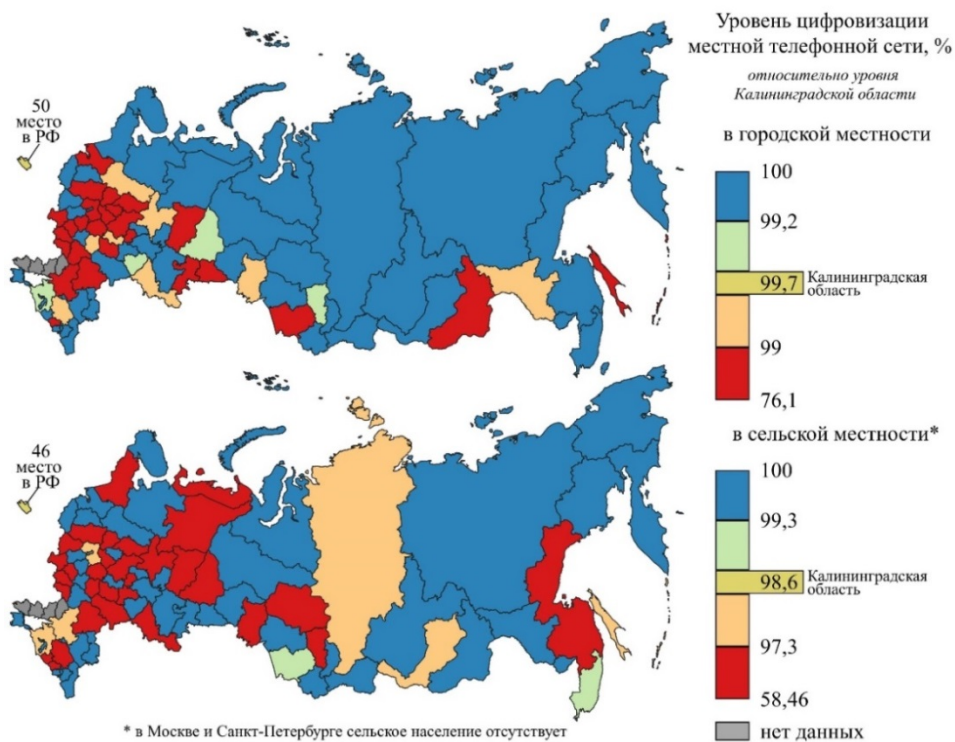 Уровень цифровизации
местной телефонной сети, %
относительно уровня
Калининградской области
50
место
в РФ
в городской местности
100
99,2
99,7
Калининградская
область
99
76,1
46
место
в РФ
в сельской местности*
100
99,3
98,6
Калининградская
область
97,3
58,46
нет данных
* в Москве и Санкт-Петербурге сельское население отсутствует